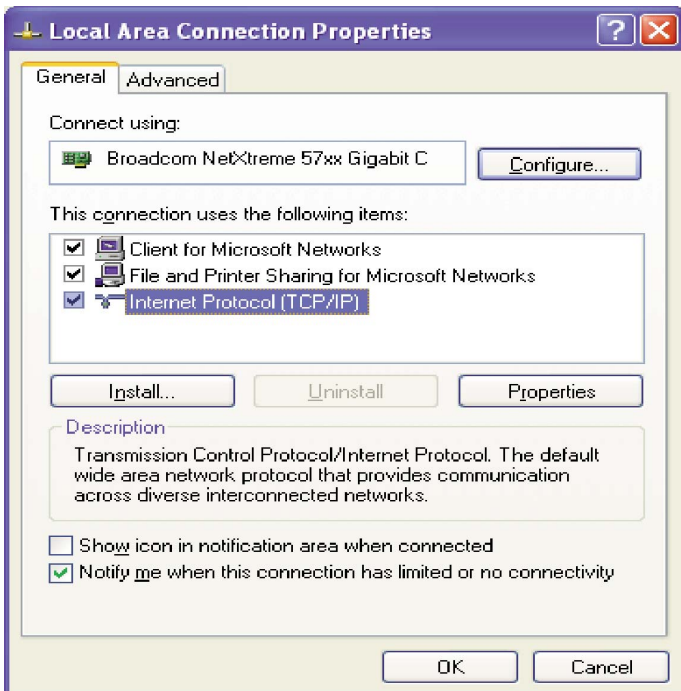 Local Area Connection Properties
General
Advanced
Connect using:
Broadcom NetXtreme 57xx Gigabit C
Configure...
This connection uses the following items:
Client for Microsoft Networks
File and Printer Sharing for Microsoft Networks
Internet Protocol (TCP/IP)
Install...
Uninstall
Properties
Description
Transmission Control Protocol/Internet Protocol. The default
wide area network protocol that provides communication
across diverse interconnected networks.
Show icon in notification area when connected
Notify me when this connection has limited or no connectivity
OK
Cancel